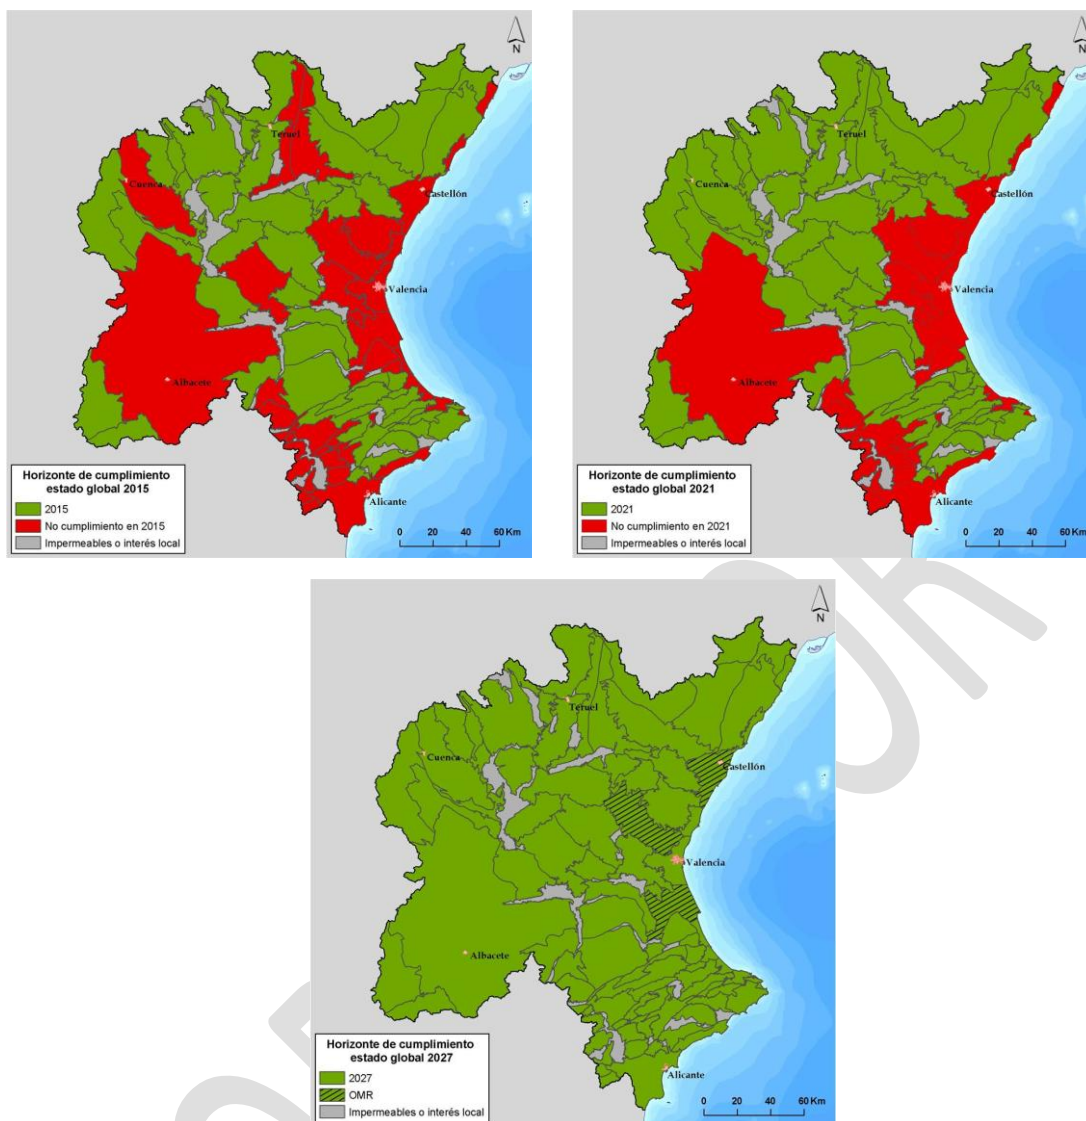 N
Teruel
Cuenca
Castellón
Valencia
Albacete
Alicante
Horizonte de cumplimiento
estado global 2015
2015
No cumplimiento en 2015
Impermeables o interés local
0 20 40 60 Km
N
Teruel
Cuenca
Castellón
Valencia
Albacete
Alicante
Horizonte de cumplimiento
estado global 2021
2021
No cumplimiento en 2021
Impermeables o interés local
0 20 40 60 Km
N
Teruel
Cuenca
Castellón
Valencia
Albacete
Alicante
Horizonte de cumplimiento
estado global 2027
2027
OMR
Impermeables o interés local
0 20 40 60 Km